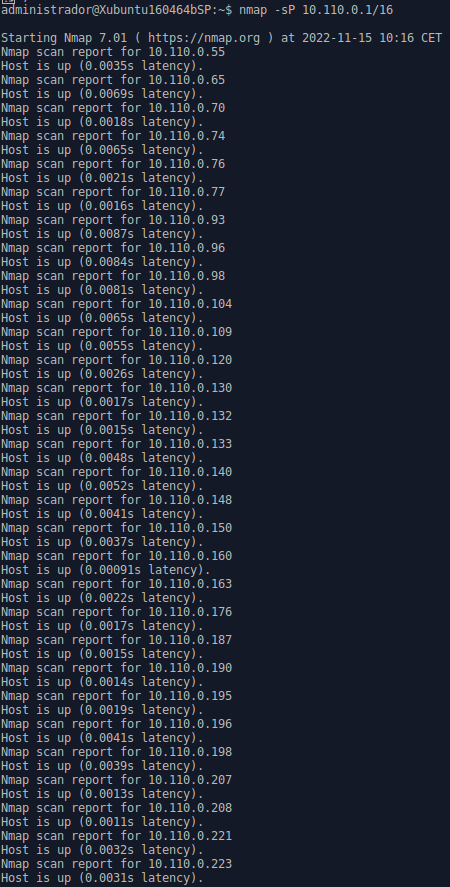 administrador@Xubuntu160464bSP:~$ nmap -sP 10.110.0.1/16

Starting Nmap 7.01 ( https://nmap.org ) at 2022-11-15 10:16 CET
Nmap scan report for 10.110.0.55
Host is up (0.0035s latency).
Nmap scan report for 10.110.0.65
Host is up (0.0069s latency).
Nmap scan report for 10.110.0.70
Host is up (0.0018s latency).
Nmap scan report for 10.110.0.74
Host is up (0.0065s latency).
Nmap scan report for 10.110.0.76
Host is up (0.0021s latency).
Nmap scan report for 10.110.0.77
Host is up (0.0016s latency).
Nmap scan report for 10.110.0.93
Host is up (0.0087s latency).
Nmap scan report for 10.110.0.96
Host is up (0.0084s latency).
Nmap scan report for 10.110.0.98
Host is up (0.0081s latency).
Nmap scan report for 10.110.0.104
Host is up (0.0065s latency).
Nmap scan report for 10.110.0.109
Host is up (0.0055s latency).
Nmap scan report for 10.110.0.120
Host is up (0.0026s latency).
Nmap scan report for 10.110.0.130
Host is up (0.0017s latency).
Nmap scan report for 10.110.0.132
Host is up (0.0015s latency).
Nmap scan report for 10.110.0.133
Host is up (0.0048s latency).
Nmap scan report for 10.110.0.140
Host is up (0.0052s latency).
Nmap scan report for 10.110.0.148
Host is up (0.0041s latency).
Nmap scan report for 10.110.0.150
Host is up (0.0037s latency).
Nmap scan report for 10.110.0.160
Host is up (0.00091s latency).
Nmap scan report for 10.110.0.163
Host is up (0.0022s latency).
Nmap scan report for 10.110.0.176
Host is up (0.0017s latency).
Nmap scan report for 10.110.0.187
Host is up (0.0015s latency).
Nmap scan report for 10.110.0.190
Host is up (0.0014s latency).
Nmap scan report for 10.110.0.195
Host is up (0.0019s latency).
Nmap scan report for 10.110.0.196
Host is up (0.0041s latency).
Nmap scan report for 10.110.0.198
Host is up (0.0039s latency).
Nmap scan report for 10.110.0.207
Host is up (0.0013s latency).
Nmap scan report for 10.110.0.208
Host is up (0.0011s latency).
Nmap scan report for 10.110.0.221
Host is up (0.0032s latency).
Nmap scan report for 10.110.0.223
Host is up (0.0031s latency).